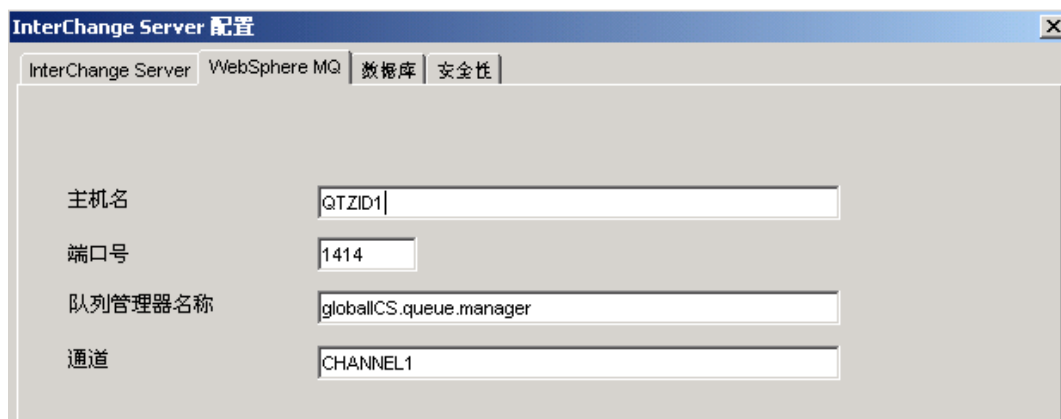 InterChange Server 配置
InterChange Server WebSphere MQ 数据库 安全性
主机名 QTZID1
端口号 1414
队列管理器名称 globalICS.queue.manager
通道 CHANNEL1